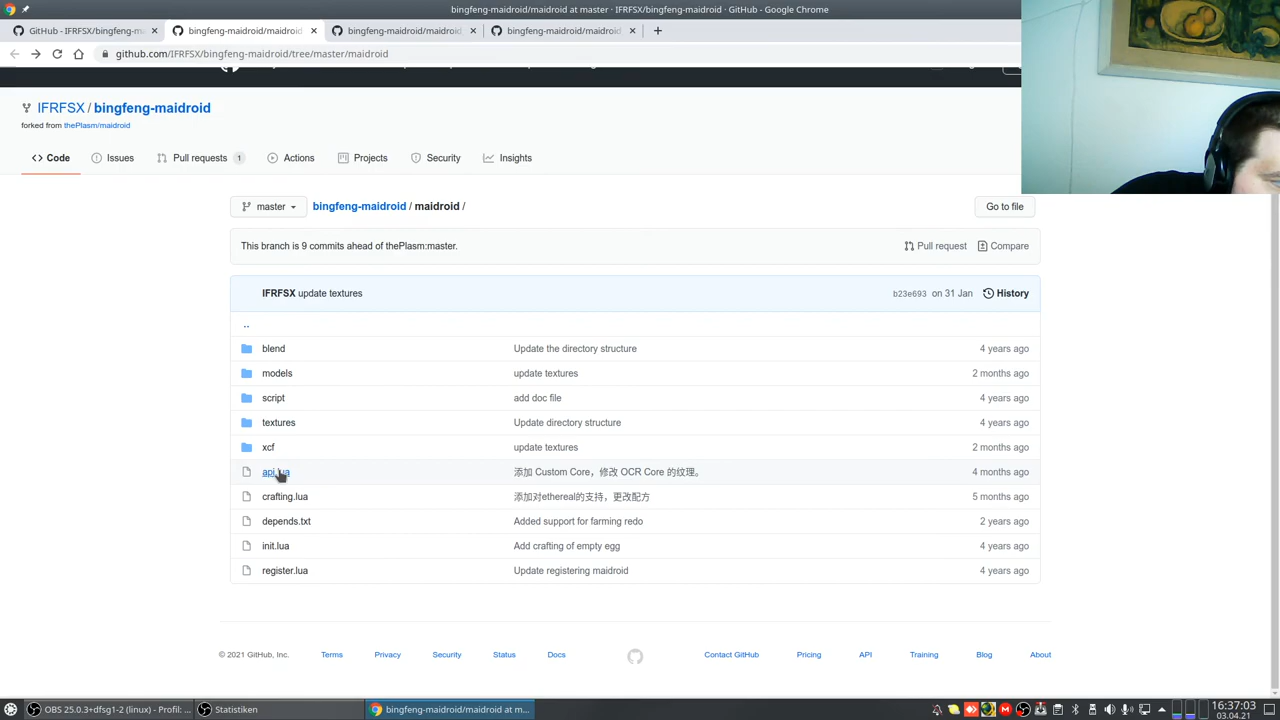 bingfeng-maidroid/maidroid at master · IFRFSX/bingfeng-maidroid · GitHub - Google Chrome
GitHub - IFRFSX/bingfeng-ma
bingfeng-maidroid/maidroid
bingfeng-maidroid/maidroid
bingfeng-maidroid/maidroid
github.com/IFRFSX/bingfeng-maidroid/tree/master/maidroid
IFRFSX / bingfeng-maidroid
forked from thePlasm/maidroid
Code
Issues
Pull requests 1
Actions
Projects
Security
Insights
master
bingfeng-maidroid / maidroid /
Go to file
This branch is 9 commits ahead of thePlasm:master.
Pull request
Compare
IFRFSX update textures
b23e693 on 31 Jan
History
..
blend Update the directory structure 4 years ago
models update textures 2 months ago
script add doc file 4 years ago
textures Update directory structure 4 years ago
xcf update textures 2 months ago
api.lua 添加 Custom Core，修改 OCR Core 的纹理。 4 months ago
crafting.lua 添加对ethereal的支持，更改配方 5 months ago
depends.txt Added support for farming redo 2 years ago
init.lua Add crafting of empty egg 4 years ago
register.lua Update registering maidroid 4 years ago
© 2021 GitHub, Inc.
Terms
Privacy
Security
Status
Docs
Contact GitHub
Pricing
API
Training
Blog
About
OBS 25.0.3+dfsg1-2 (linux) - Profil: ...
Statistiken
bingfeng-maidroid/maidroid at m...
16:37:03
03.04.21